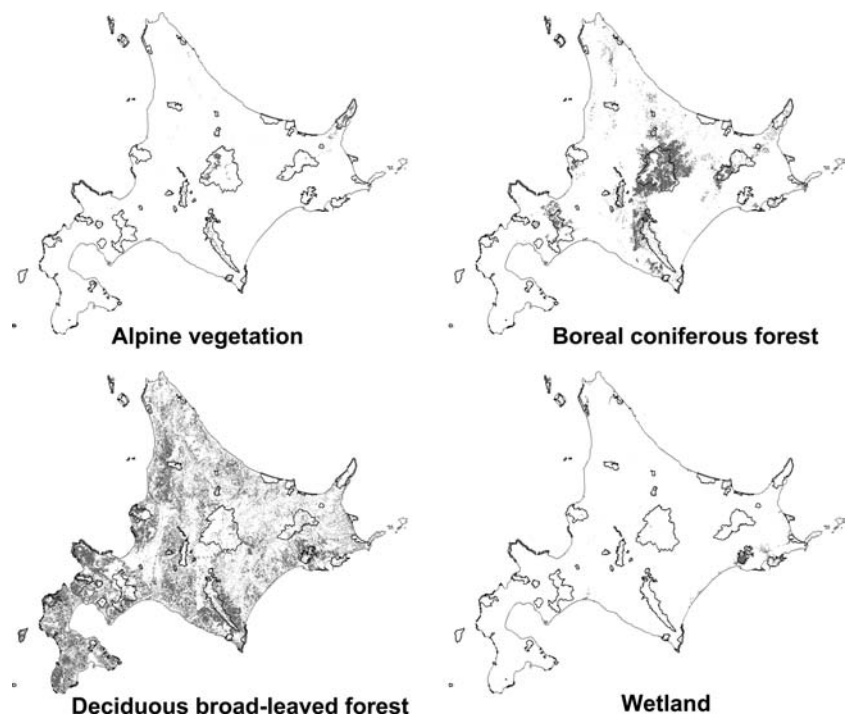 Alpine vegetation
Boreal coniferous forest
Deciduous broad-leaved forest
Wetland